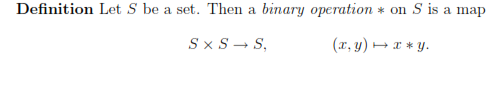 Definition Let S be a set. Then a binary operation ∗ on S is a map
S × S → S, (x, y) ↦ x ∗ y.